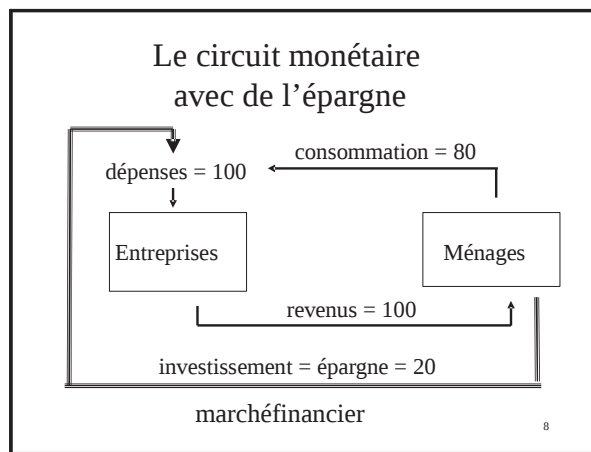 Le circuit monétaire
avec de l’épargne
consommation = 80
dépenses = 100
Entreprises
Ménages
revenus = 100
investissement = épargne = 20
marchéfinancier
8